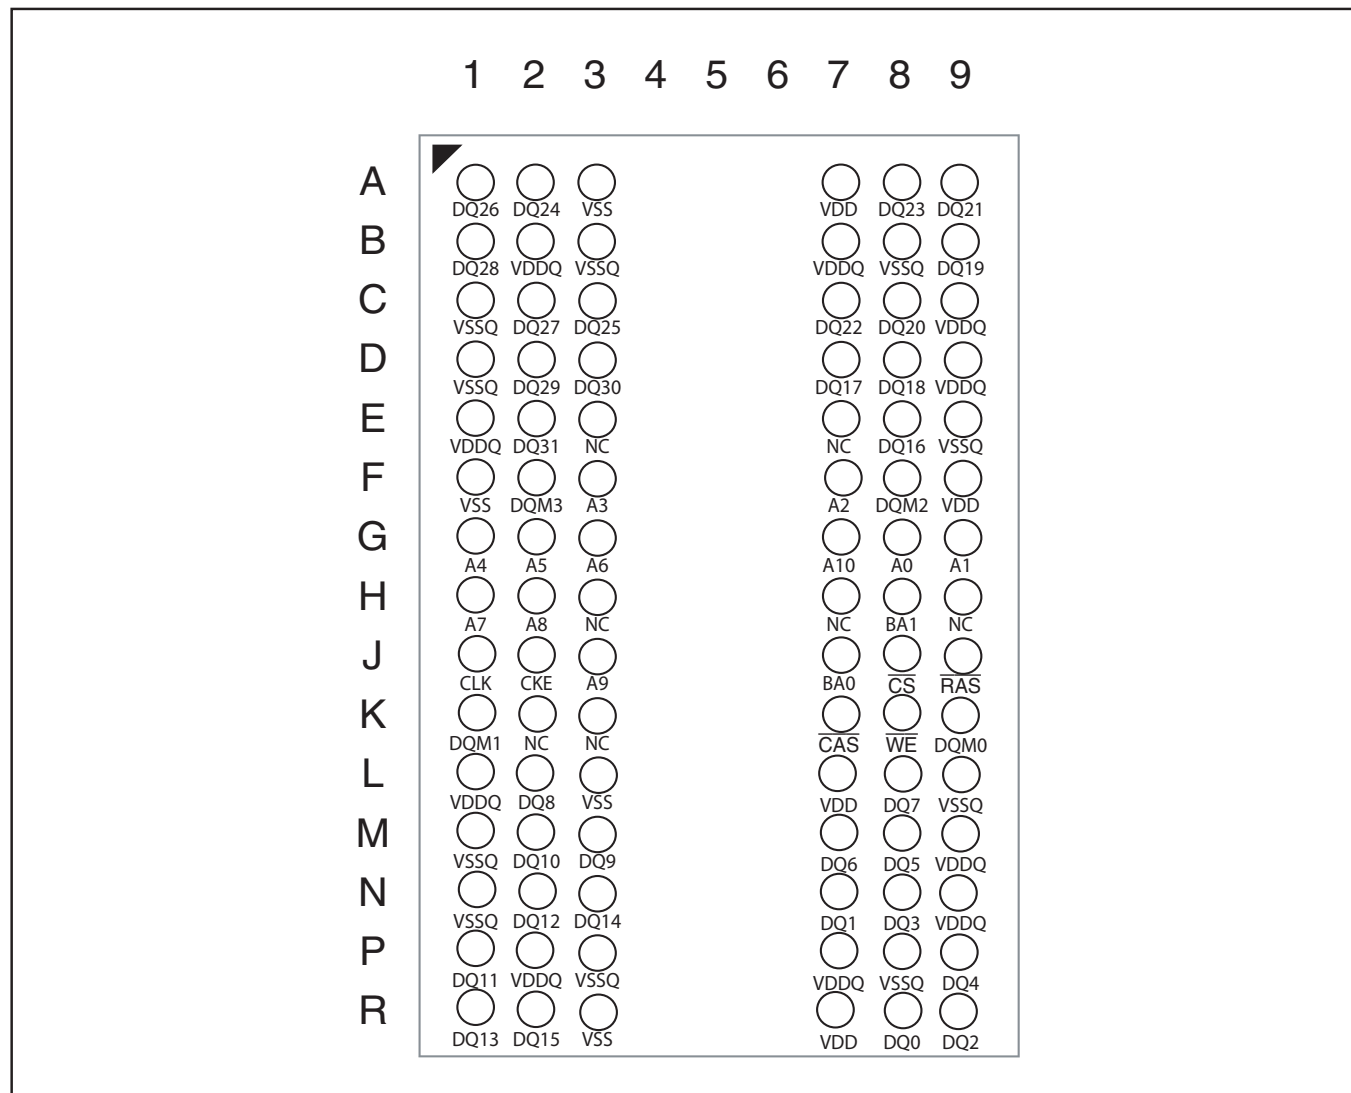 1 2 3 4 5 6 7 8 9
A
DQ26 DQ24 VSS VDD DQ23 DQ21
B
DQ28 VDDQ VSSQ VDDQ VSSQ DQ19
C
VSSQ DQ27 DQ25 DQ22 DQ20 VDDQ
D
VSSQ DQ29 DQ30 DQ17 DQ18 VDDQ
E
VDDQ DQ31 NC NC DQ16 VSSQ
F
VSS DQM3 A3 A2 DQM2 VDD
G
A4 A5 A6 A10 A0 A1
H
A7 A8 NC NC BA1 NC
J
CLK CKE A9 BA0 C̅S̅ R̅A̅S̅
K
DQM1 NC NC C̅A̅S̅ W̅E̅ DQM0
L
VDDQ DQ8 VSS VDD DQ7 VSSQ
M
VSSQ DQ10 DQ9 DQ6 DQ5 VDDQ
N
VSSQ DQ12 DQ14 DQ1 DQ3 VDDQ
P
DQ11 VDDQ VSSQ VDDQ VSSQ DQ4
R
DQ13 DQ15 VSS VDD DQ0 DQ2